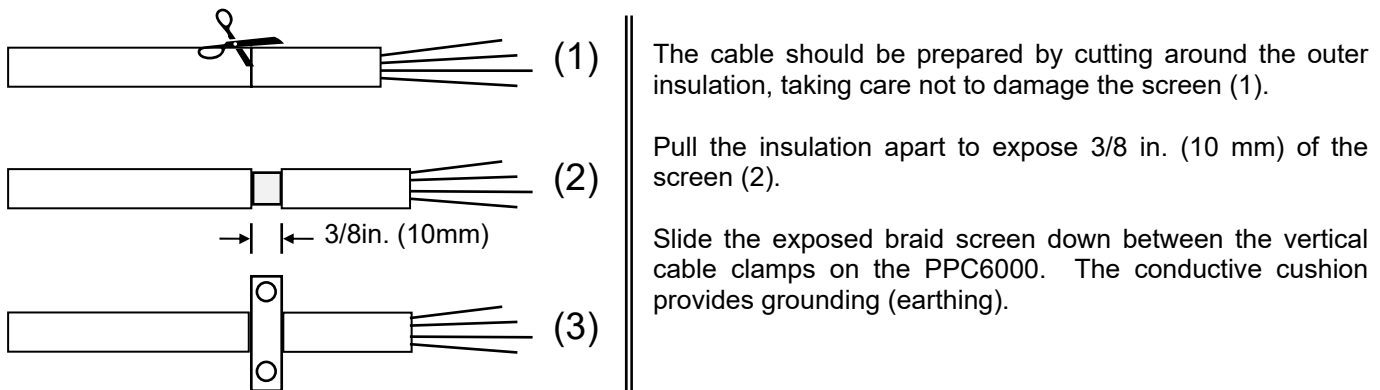 (1)
(2)
3/8in. (10mm)
(3)
The cable should be prepared by cutting around the outer
insulation, taking care not to damage the screen (1).
Pull the insulation apart to expose 3/8 in. (10 mm) of the
screen (2).
Slide the exposed braid screen down between the vertical
cable clamps on the PPC6000. The conductive cushion
provides grounding (earthing).